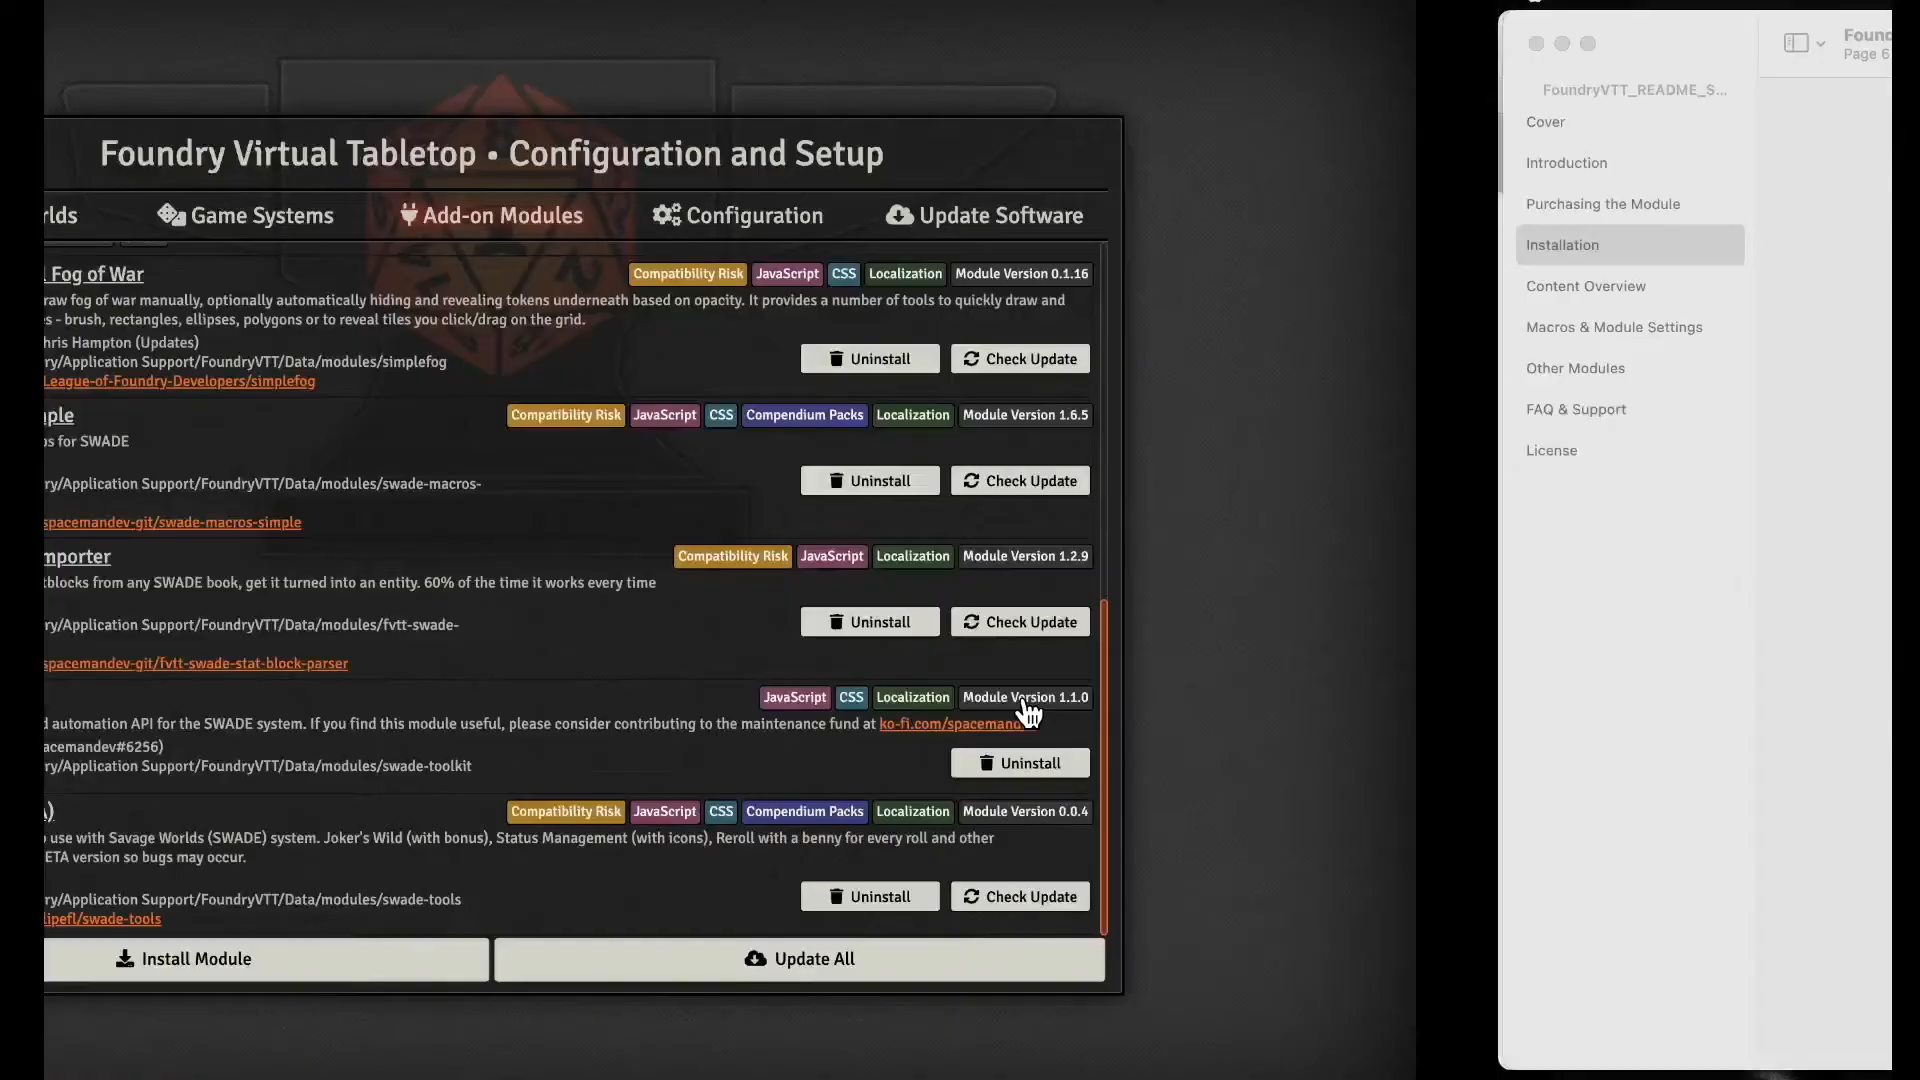 Foundry Virtual Tabletop • Configuration and Setup
rlds
Game Systems
Add-on Modules
Configuration
Update Software
l Fog of War
Compatibility Risk
JavaScript
CSS
Localization
Module Version 0.1.16
raw fog of war manually, optionally automatically hiding and revealing tokens underneath based on opacity. It provides a number of tools to quickly draw and
s - brush, rectangles, ellipses, polygons or to reveal tiles you click/drag on the grid.
hris Hampton (Updates)
ry/Application Support/FoundryVTT/Data/modules/simplefog
League-of-Foundry-Developers/simplefog
Uninstall
Check Update
ple
Compatibility Risk
JavaScript
CSS
Compendium Packs
Localization
Module Version 1.6.5
os for SWADE
ry/Application Support/FoundryVTT/Data/modules/swade-macros-
spacemandev-git/swade-macros-simple
Uninstall
Check Update
mporter
Compatibility Risk
JavaScript
Localization
Module Version 1.2.9
tblocks from any SWADE book, get it turned into an entity. 60% of the time it works every time
ry/Application Support/FoundryVTT/Data/modules/fvtt-swade-
spacemandev-git/fvtt-swade-stat-block-parser
Uninstall
Check Update
JavaScript
CSS
Localization
Module Version 1.1.0
d automation API for the SWADE system. If you find this module useful, please consider contributing to the maintenance fund at ko-fi.com/spacemand
acemandev#6256)
ry/Application Support/FoundryVTT/Data/modules/swade-toolkit
Uninstall
A)
Compatibility Risk
JavaScript
CSS
Compendium Packs
Localization
Module Version 0.0.4
o use with Savage Worlds (SWADE) system. Joker's Wild (with bonus), Status Management (with icons), Reroll with a benny for every roll and other
ETA version so bugs may occur.
ry/Application Support/FoundryVTT/Data/modules/swade-tools
lipefl/swade-tools
Uninstall
Check Update
Install Module
Update All
Found
Page 6
FoundryVTT_README_S...
Cover
Introduction
Purchasing the Module
Installation
Content Overview
Macros & Module Settings
Other Modules
FAQ & Support
License